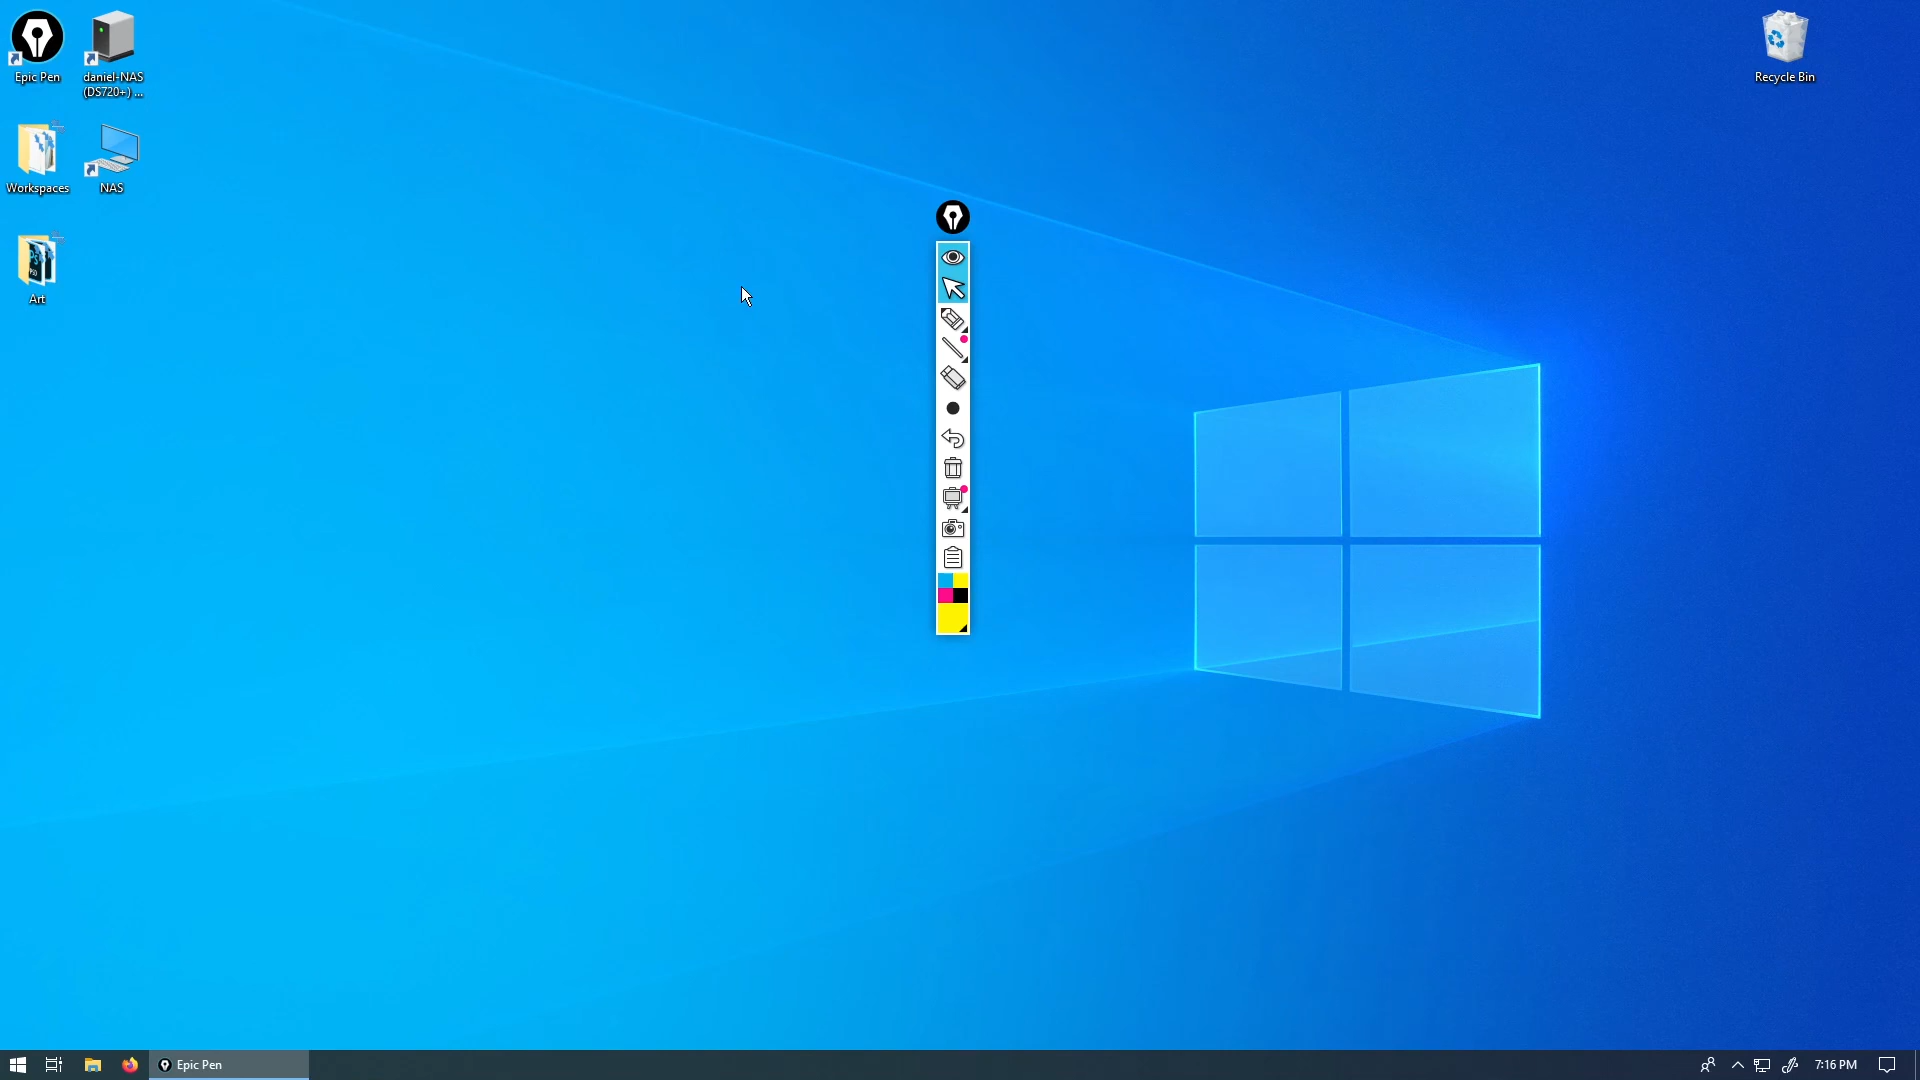 Epic Pen
daniel-NAS
(DS720+) ...
Recycle Bin
Workspaces
NAS
Art
Epic Pen
7:16 PM